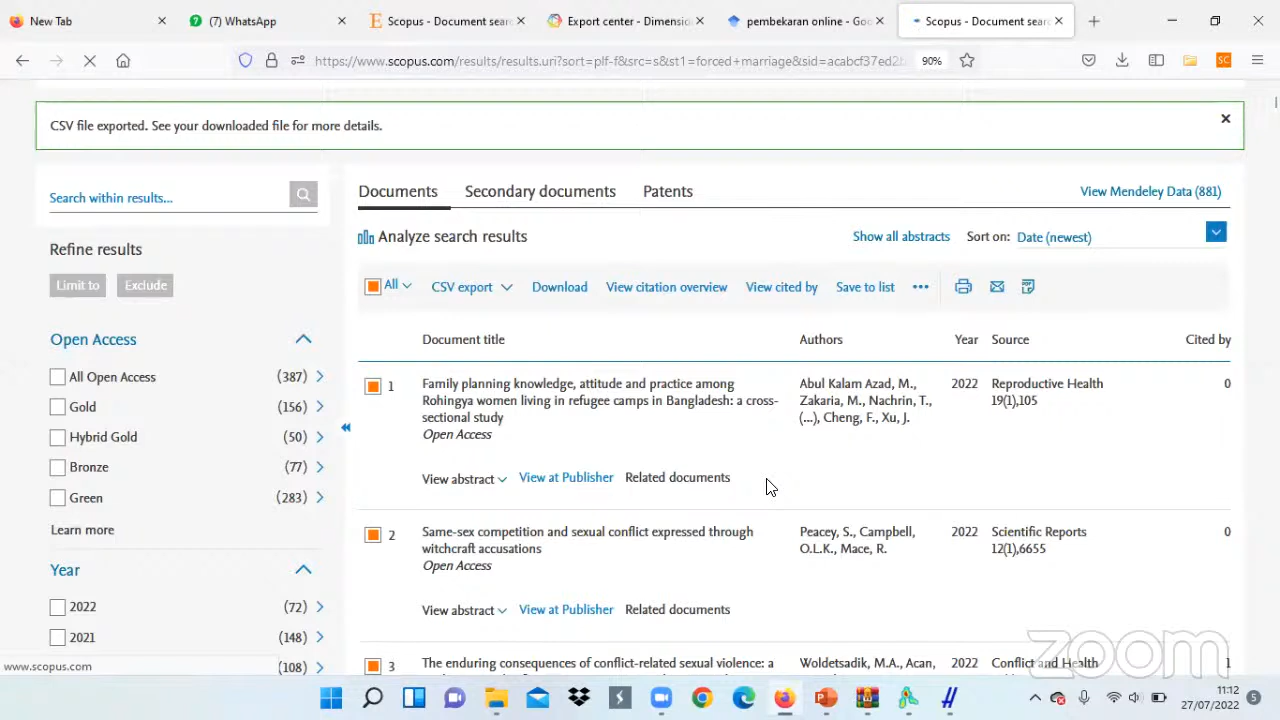 New Tab
(7) WhatsApp
Scopus - Document searc
Export center - Dimensio
pembekaran online - Goo
Scopus - Document searc
https://www.scopus.com/results/results.uri?sort=plf-f&src=s&st1=forced+marriage&sid=acabcf37ed2
90%
SC
CSV file exported. See your downloaded file for more details.
Search within results...
Documents
Secondary documents
Patents
View Mendeley Data (881)
Refine results
Analyze search results
Show all abstracts
Sort on:
Date (newest)
Limit to
Exclude
All
CSV export
Download
View citation overview
View cited by
Save to list
Document title
Authors
Year
Source
Cited by
Open Access
All Open Access (387)
Gold (156)
Hybrid Gold (50)
Bronze (77)
Green (283)
Learn more
Year
2022 (72)
2021 (148)
(108)
1
Family planning knowledge, attitude and practice among
Rohingya women living in refugee camps in Bangladesh: a cross-
sectional study
Open Access
Abul Kalam Azad, M.,
Zakaria, M., Nachrin, T.,
(...), Cheng, F., Xu, J.
2022
Reproductive Health
19(1),105
0
View abstract
View at Publisher
Related documents
2
Same-sex competition and sexual conflict expressed through
witchcraft accusations
Open Access
Peacey, S., Campbell,
O.L.K., Mace, R.
2022
Scientific Reports
12(1),6655
0
View abstract
View at Publisher
Related documents
3
The enduring consequences of conflict-related sexual violence: a
Woldetsadik, M.A., Acan,
2022
Conflict and Health
1
www.scopus.com
zoom
11:12
27/07/2022
5